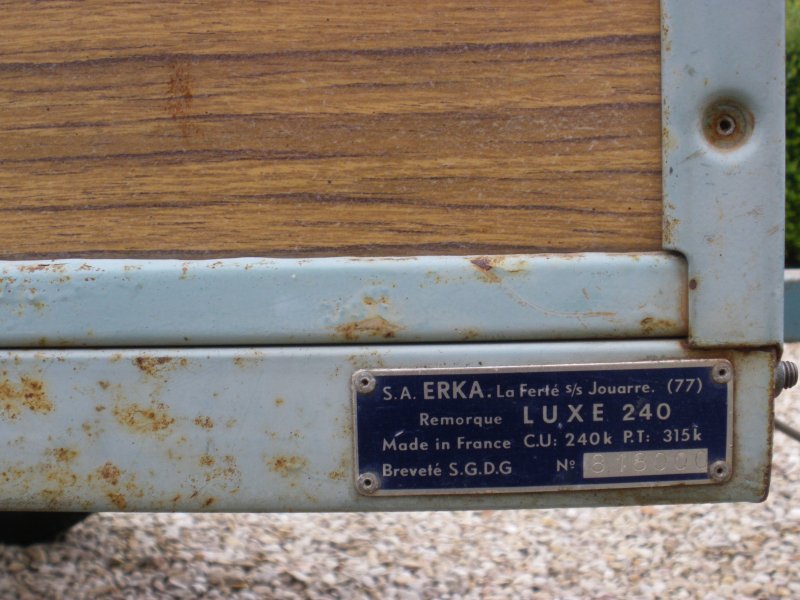 S.A. ERKA. La Ferté s/s Jouarre. (77)
Remorque LUXE 240
Made in France C.U: 240k P.T: 315k
Breveté S.G.D.G No